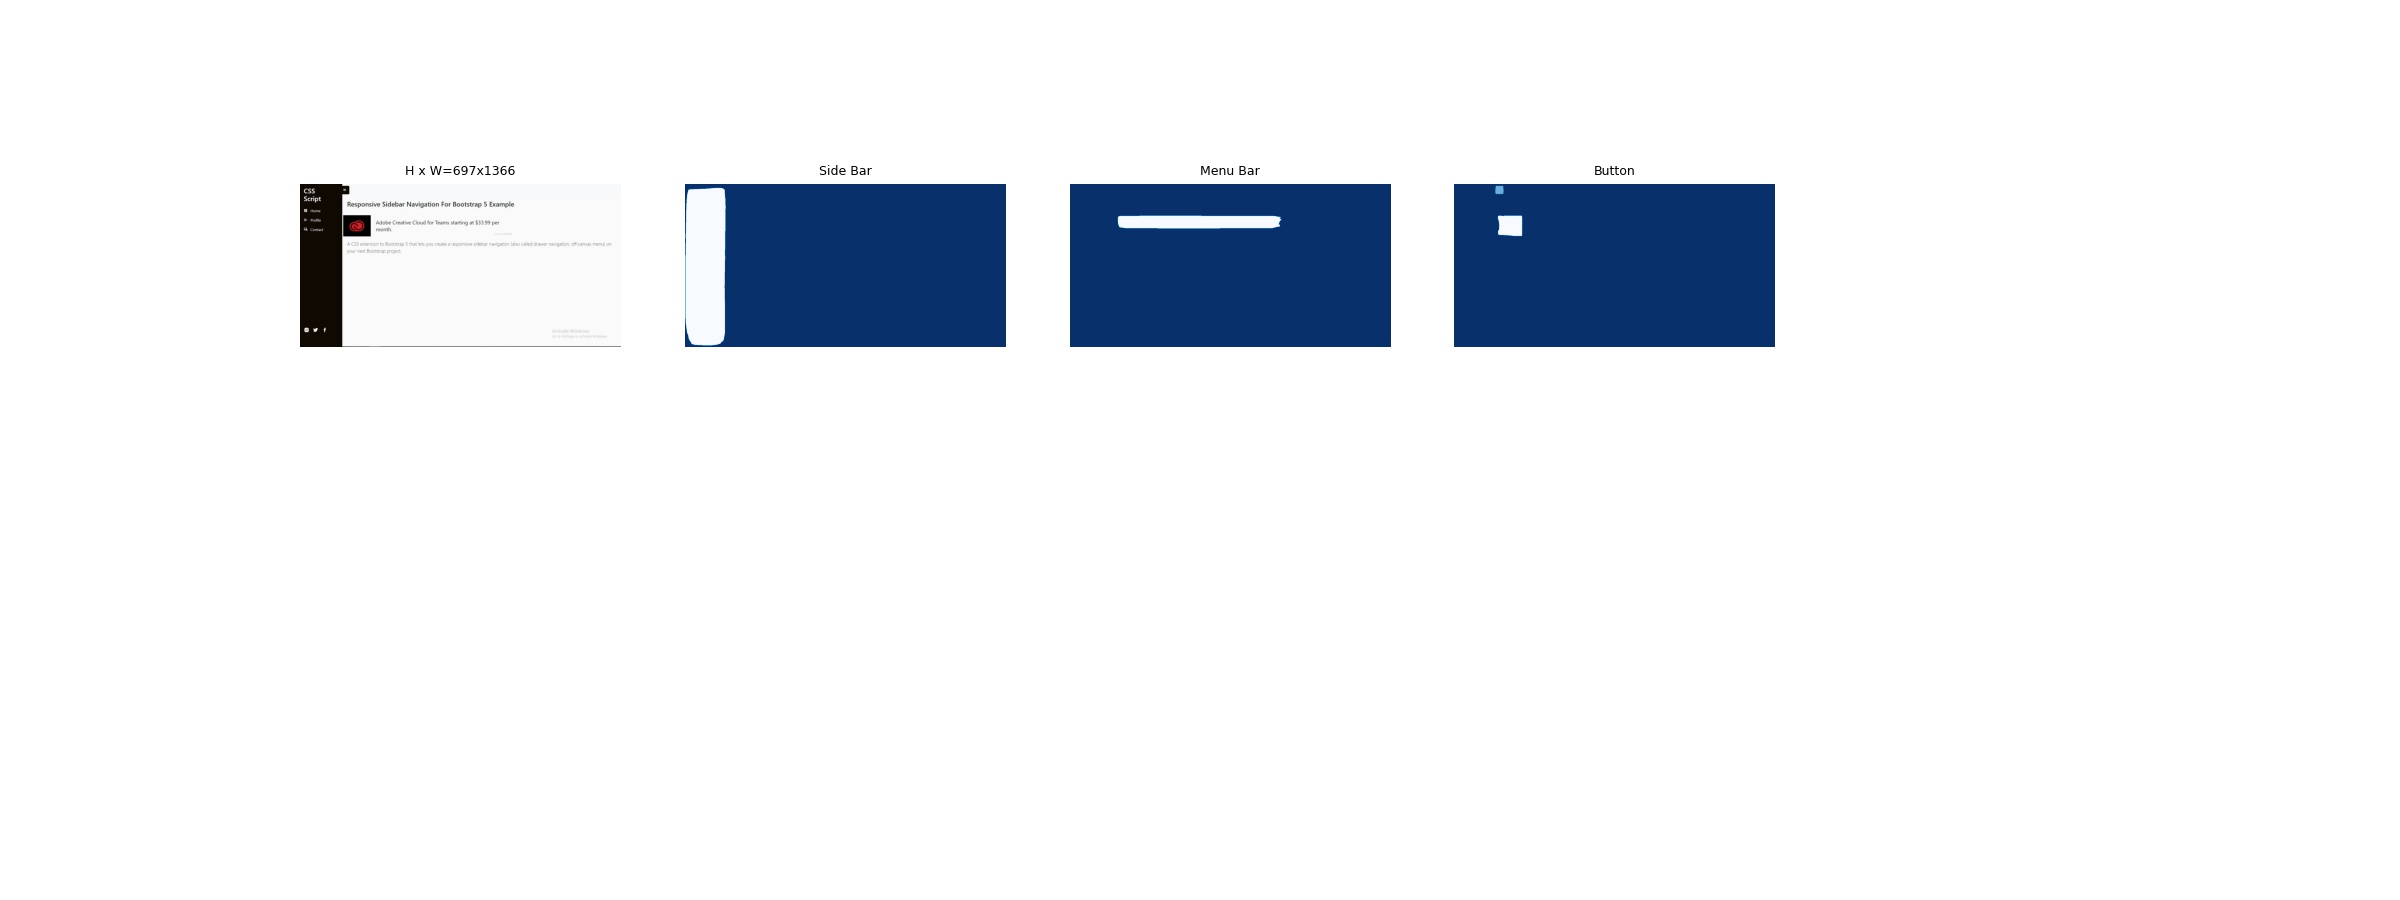 H x W=697x1366
Side Bar
Menu Bar
Button
CSS
Script
Home
Profile
Contact
Responsive Sidebar Navigation For Bootstrap 5 Example
Adobe Creative Cloud for Teams starting at $33.99 per
month.
A CSS extension to Bootstrap 5 that lets you create a responsive sidebar navigation (also called drawer navigation, off-canvas menu) on
your next Bootstrap project.
Activate Windows
Go to Settings to activate Windows.